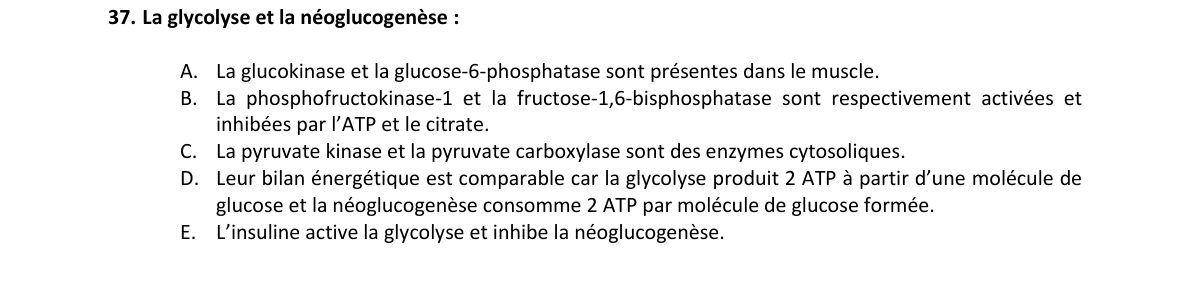 37. La glycolyse et la néoglucogenèse :
A. La glucokinase et la glucose-6-phosphatase sont présentes dans le muscle.
B. La phosphofructokinase-1 et la fructose-1,6-bisphosphatase sont respectivement activées et
inhibées par l’ATP et le citrate.
C. La pyruvate kinase et la pyruvate carboxylase sont des enzymes cytosoliques.
D. Leur bilan énergétique est comparable car la glycolyse produit 2 ATP à partir d’une molécule de
glucose et la néoglucogenèse consomme 2 ATP par molécule de glucose formée.
E. L’insuline active la glycolyse et inhibe la néoglucogenèse.